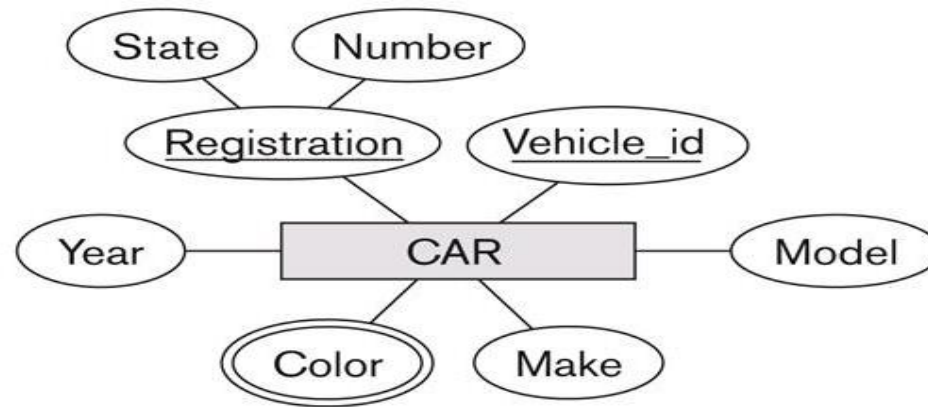 State
Number
Registration
Vehicle_id
Year
CAR
Model
Color
Make